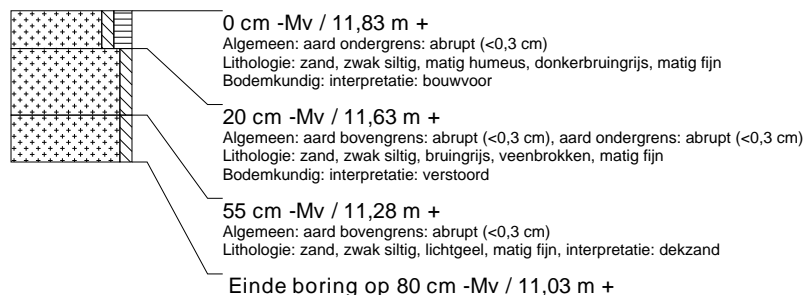 0 cm -Mv / 11,83 m +
Algemeen: aard ondergrens: abrupt (<0,3 cm)
Lithologie: zand, zwak siltig, matig humeus, donkerbruingrijs, matig fijn
Bodemkundig: interpretatie: bouwvoor
20 cm -Mv / 11,63 m +
Algemeen: aard bovengrens: abrupt (<0,3 cm), aard ondergrens: abrupt (<0,3 cm)
Lithologie: zand, zwak siltig, bruingrijs, veenbrokken, matig fijn
Bodemkundig: interpretatie: verstoord
55 cm -Mv / 11,28 m +
Algemeen: aard bovengrens: abrupt (<0,3 cm)
Lithologie: zand, zwak siltig, lichtgeel, matig fijn, interpretatie: dekzand
Einde boring op 80 cm -Mv / 11,03 m +